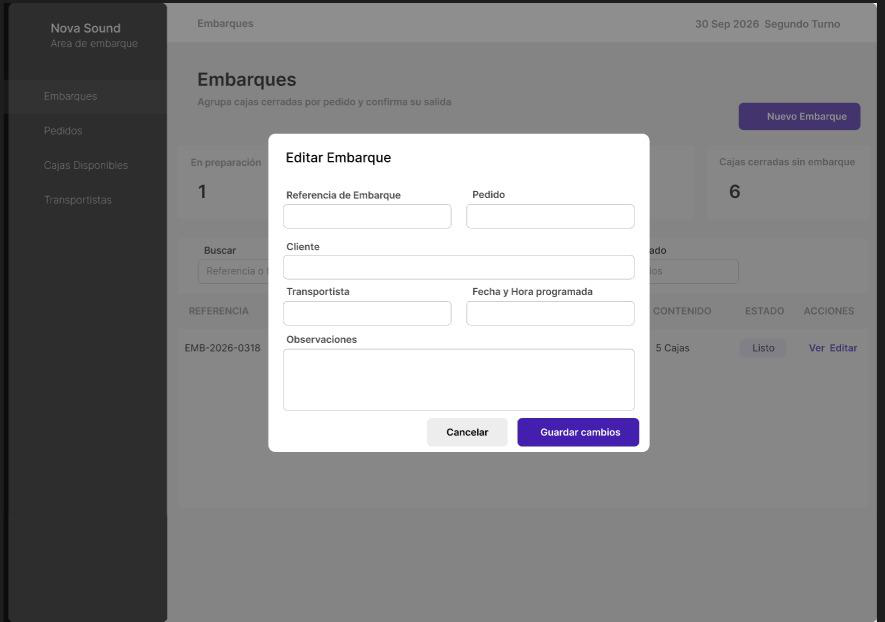 Nova Sound
Área de embarque
Embarques
Pedidos
Cajas Disponibles
Transportistas
Embarques
30 Sep 2026 Segundo Turno
Embarques
Agrupa cajas cerradas por pedido y confirma su salida
Nuevo Embarque
En preparación
1
Cajas cerradas sin embarque
6
Buscar
Referencia o
REFERENCIA
CONTENIDO
ESTADO
ACCIONES
EMB-2026-0318
5 Cajas
Listo
Ver Editar
Editar Embarque
Referencia de Embarque
Pedido
Cliente
Transportista
Fecha y Hora programada
Observaciones
Cancelar
Guardar cambios